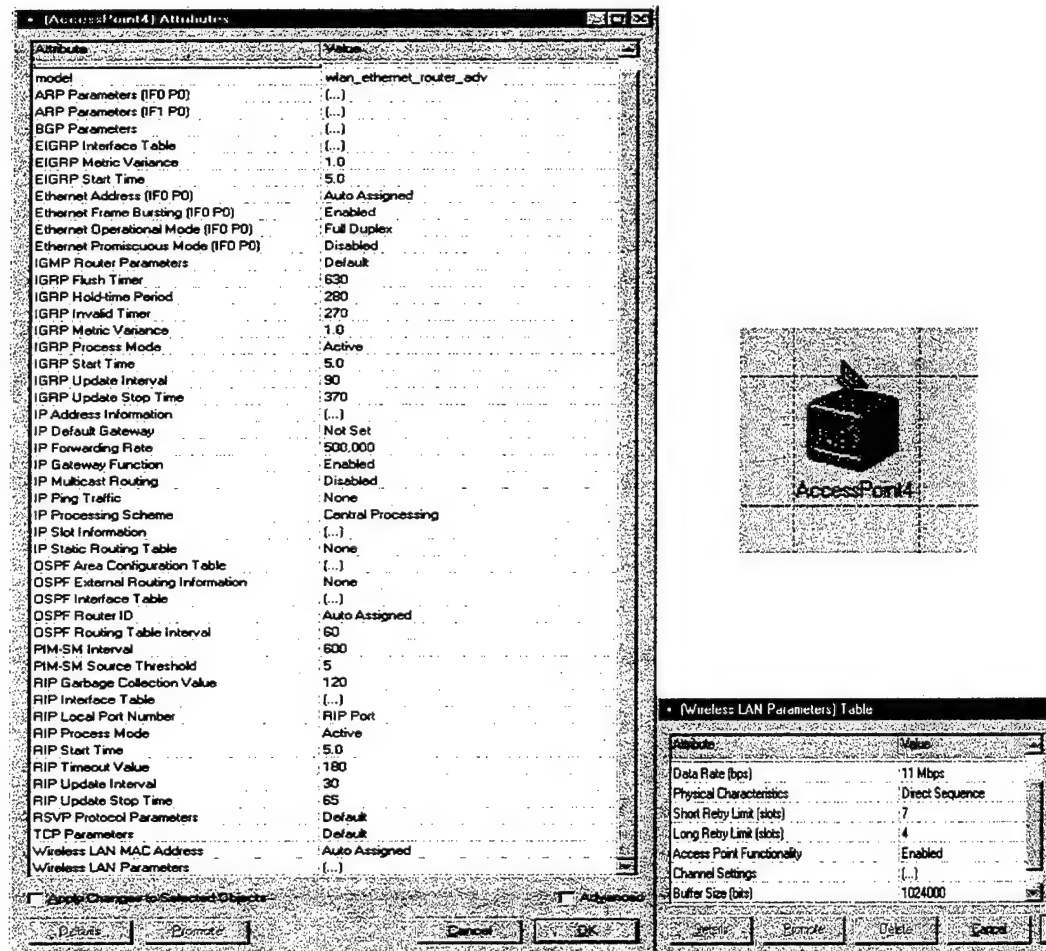 (AccessPoint4) Attributes
Attribute Value
model wlan_ethernet_router_adv
ARP Parameters (IF0 P0) (...)
ARP Parameters (IF1 P0) (...)
BGP Parameters (...)
EIGRP Interface Table (...)
EIGRP Metric Variance 1.0
EIGRP Start Time 5.0
Ethernet Address (IF0 P0) Auto Assigned
Ethernet Frame Bursting (IF0 P0) Enabled
Ethernet Operational Mode (IF0 P0) Full Duplex
Ethernet Promiscuous Mode (IF0 P0) Disabled
IGMP Router Parameters Default
IGRP Flush Timer 630
IGRP Hold-time Period 280
IGRP Invalid Timer 270
IGRP Metric Variance 1.0
IGRP Process Mode Active
IGRP Start Time 5.0
IGRP Update Interval 90
IGRP Update Stop Time 370
IP Address Information (...)
IP Default Gateway Not Set
IP Forwarding Rate 500,000
IP Gateway Function Enabled
IP Multicast Routing Disabled
IP Ping Traffic None
IP Processing Scheme Central Processing
IP Slot Information (...)
IP Static Routing Table None
OSPF Area Configuration Table (...)
OSPF External Routing Information None
OSPF Interface Table (...)
OSPF Router ID Auto Assigned
OSPF Routing Table Interval 60
PIM-SM Interval 600
PIM-SM Source Threshold 5
RIP Garbage Collection Value 120
RIP Interface Table (...)
RIP Local Port Number RIP Port
RIP Process Mode Active
RIP Start Time 5.0
RIP Timeout Value 180
RIP Update Interval 30
RIP Update Stop Time 65
RSVP Protocol Parameters Default
TCP Parameters Default
Wireless LAN MAC Address Auto Assigned
Wireless LAN Parameters (...)
Apply Changes to Selected Objects Advanced
Details Promote Cancel OK
AccessPoint4
(Wireless LAN Parameters) Table
Attribute Value
Data Rate (bps) 11 Mbps
Physical Characteristics Direct Sequence
Short Retry Limit (slots) 7
Long Retry Limit (slots) 4
Access Point Functionality Enabled
Channel Settings (...)
Buffer Size (bits) 1024000
Details Promote Delete Cancel